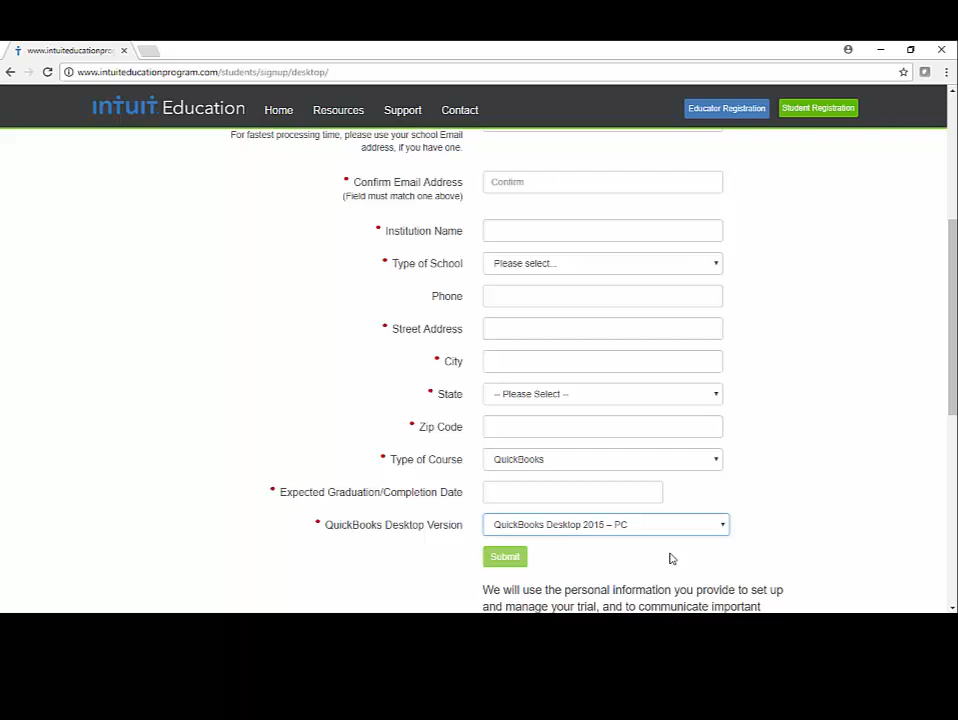 www.intuiteducationpro
www.intuiteducationprogram.com/students/signup/desktop/
intuit Education
Home
Resources
Support
Contact
Educator Registration
Student Registration
For fastest processing time, please use your school Email
address, if you have one.
* Confirm Email Address
(Field must match one above)
Confirm
* Institution Name
* Type of School
Please select...
Phone
* Street Address
* City
* State
-- Please Select --
* Zip Code
* Type of Course
QuickBooks
* Expected Graduation/Completion Date
* QuickBooks Desktop Version
QuickBooks Desktop 2015 – PC
Submit
We will use the personal information you provide to set up
and manage your trial, and to communicate important